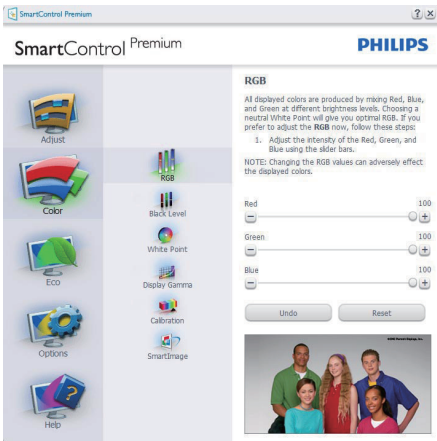 SmartControl Premium
SmartControl Premium
PHILIPS
Adjust
Color
Eco
Options
Help
RGB
Black Level
White Point
Display Gamma
Calibration
SmartImage
RGB
All displayed colors are produced by mixing Red, Blue,
and Green at different brightness levels. Choosing a
neutral White Point will give you optimal RGB. If you
prefer to adjust the RGB now, follow these steps:
1. Adjust the intensity of the Red, Green, and
Blue using the slider bars.
NOTE: Changing the RGB values can adversely effect
the displayed colors.
Red 100
Green 100
Blue 100
Undo Reset